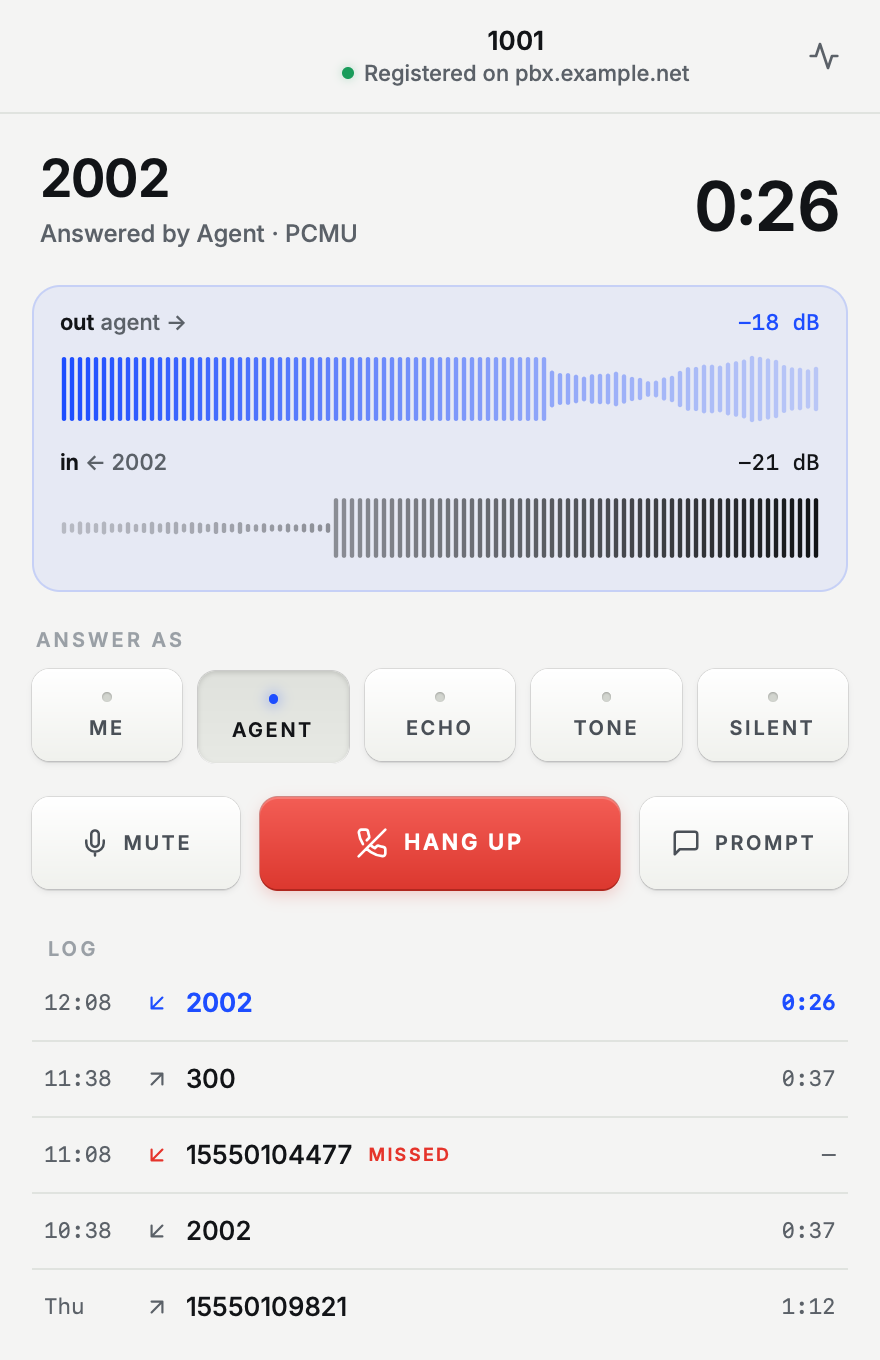 1001
Registered on pbx.example.net
2002
Answered by Agent · PCMU
0:26
out agent → −18 dB
in ← 2002 −21 dB
ANSWER AS
ME AGENT ECHO TONE SILENT
MUTE HANG UP PROMPT
LOG
12:08 ↙ 2002 0:26
11:38 ↗ 300 0:37
11:08 ↙ 15550104477 MISSED —
10:38 ↙ 2002 0:37
Thu ↗ 15550109821 1:12